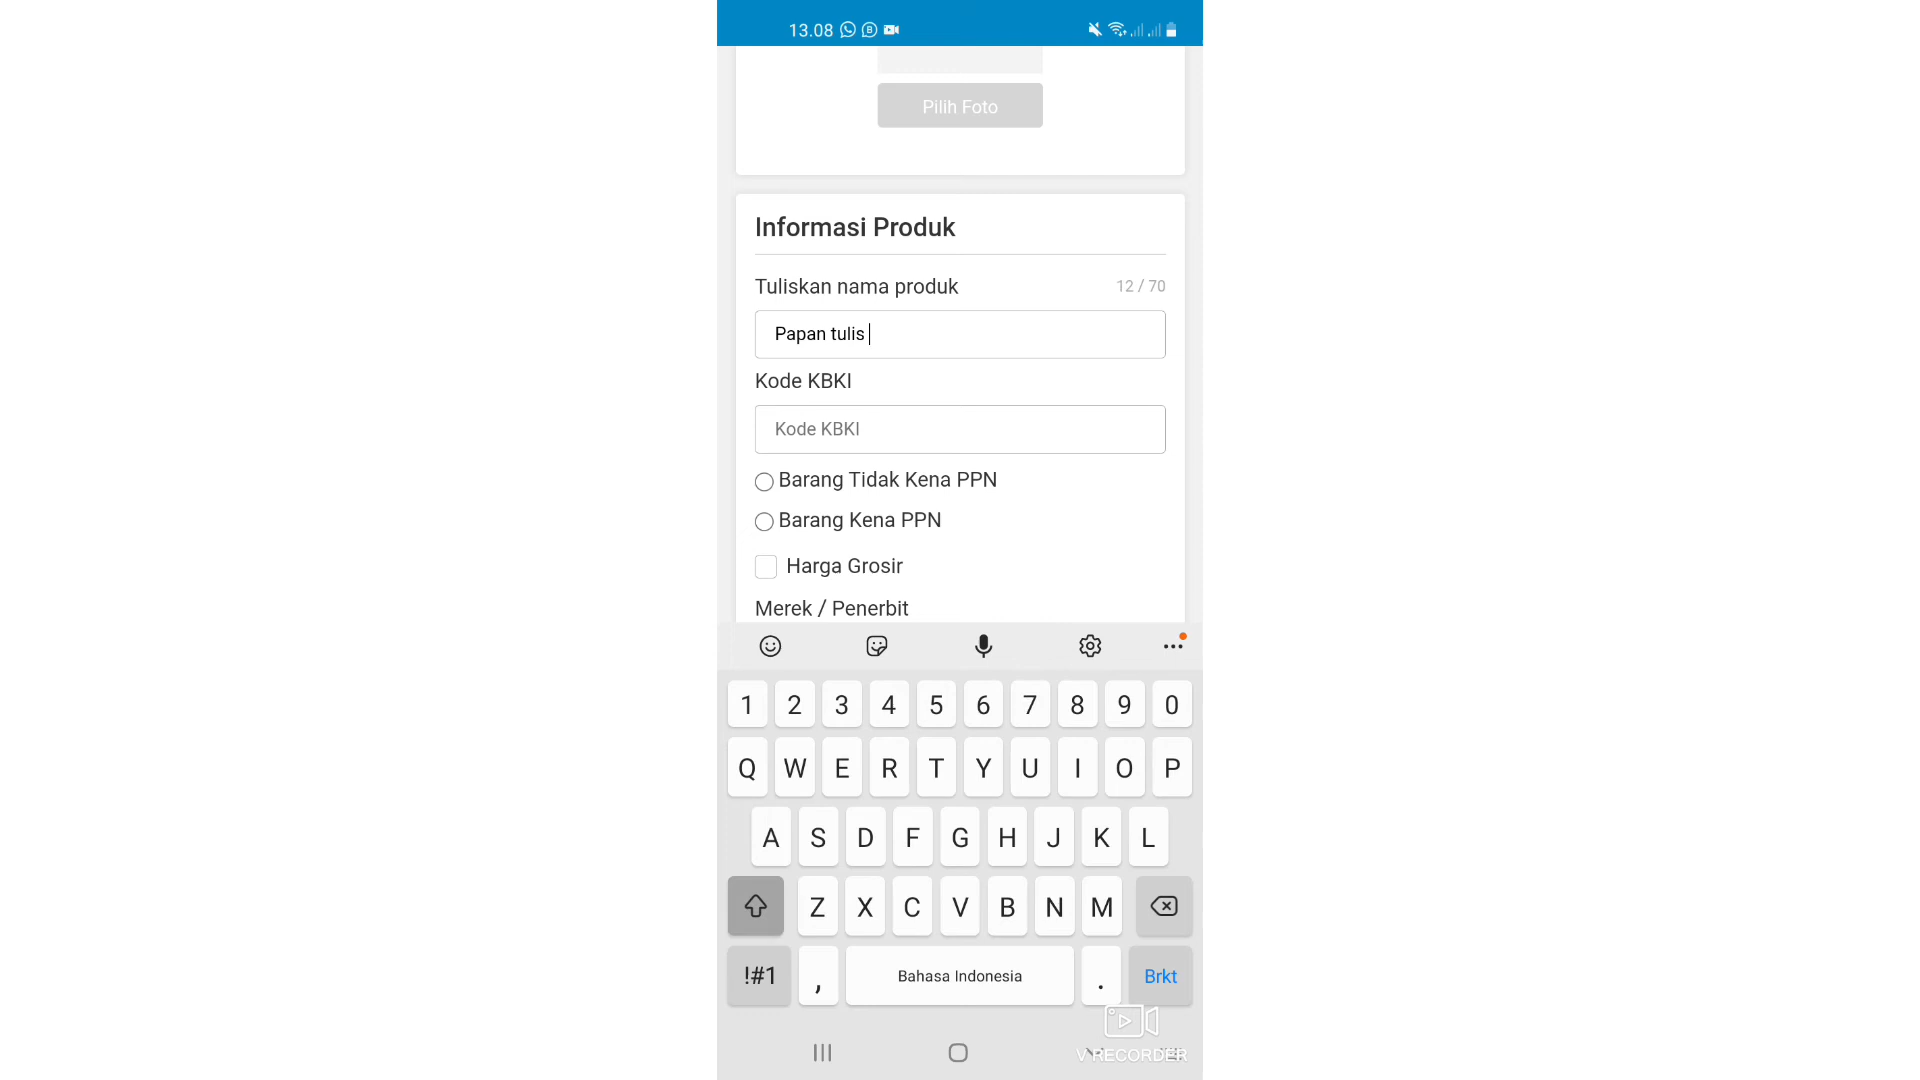 13.08
Pilih Foto
Informasi Produk
Tuliskan nama produk 12 / 70
Papan tulis
Kode KBKI
Kode KBKI
Barang Tidak Kena PPN
Barang Kena PPN
Harga Grosir
Merek / Penerbit
1 2 3 4 5 6 7 8 9 0
Q W E R T Y U I O P
A S D F G H J K L
Z X C V B N M
!#1 , Bahasa Indonesia . Brkt
V RECORDER